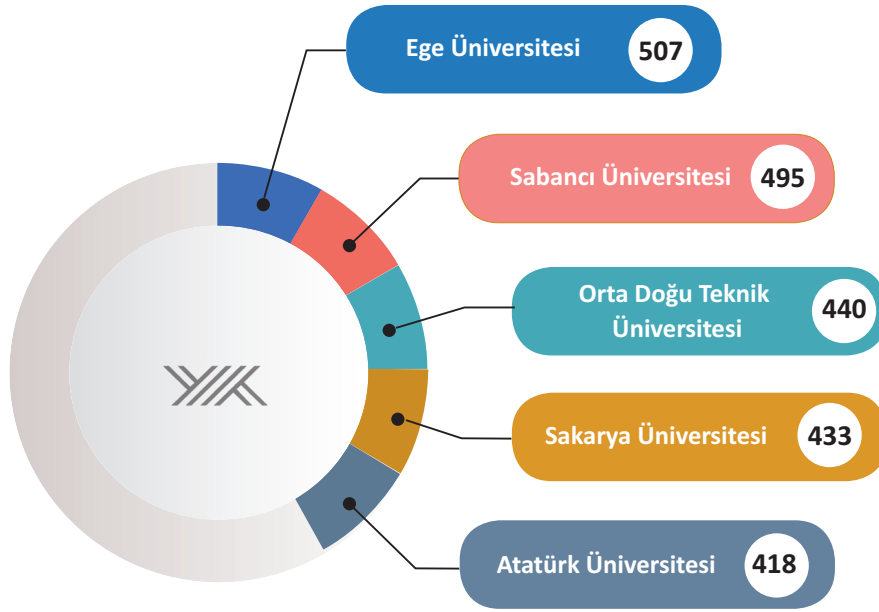 Ege Üniversitesi
507
Sabancı Üniversitesi
495
Orta Doğu Teknik
Üniversitesi
440
Sakarya Üniversitesi
433
Atatürk Üniversitesi
418